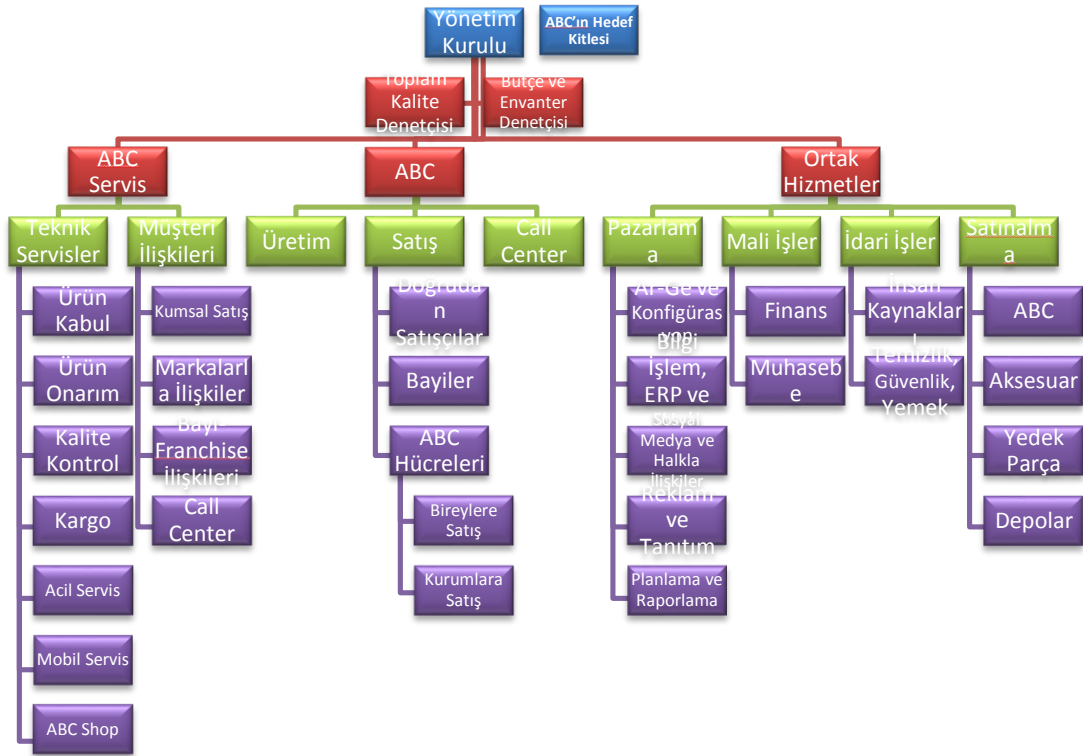 Yönetim
Kurulu
ABC'ın Hedef
Kitlesi
Toplam
Kalite
Denetçisi
Bütçe ve
Envanter
Denetçisi
ABC
Servis
ABC
Ortak
Hizmetler
Teknik
Servisler
Müşteri
İlişkileri
Üretim
Satış
Call
Center
Pazarlam
a
Mali İşler
İdari İşler
Satınalm
a
Ürün
Kabul
Ürün
Onarım
Kalite
Kontrol
Kargo
Acil Servis
Mobil Servis
ABC Shop
Kumsal Satış
Markalarl
a İlişkiler
Bayi-
Franchise
İlişkileri
Call
Center
Doğruda
n
Satışçılar
Bayiler
ABC
Hücreleri
Bireylere
Satış
Kurumlara
Satış
Ar-Ge ve
Konfigüras
yon
Bilgi
İşlem,
ERP ve
Sosyal
Medya ve
Halkla
İlişkiler
Reklam
ve
Tanıtım
Planlama ve
Raporlama
Finans
Muhaseb
e
İnsan
Kaynaklar
ı
Temizlik,
Güvenlik,
Yemek
ABC
Aksesuar
Yedek
Parça
Depolar